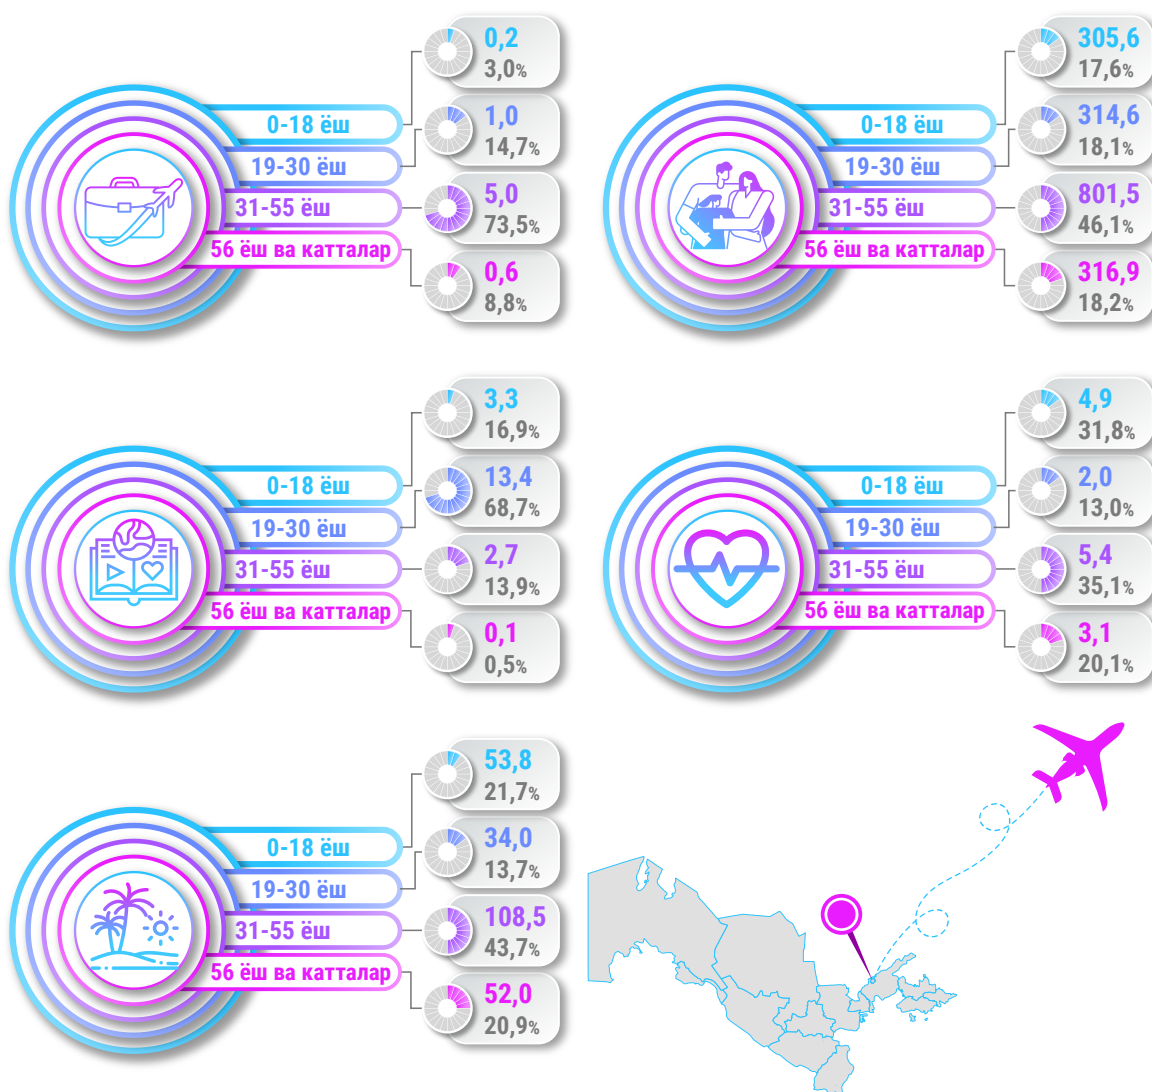 0,2
3,0%
0-18 ёш
1,0
14,7%
19-30 ёш
5,0
73,5%
31-55 ёш
56 ёш ва катталар
0,6
8,8%
305,6
17,6%
0-18 ёш
314,6
18,1%
19-30 ёш
801,5
46,1%
31-55 ёш
56 ёш ва катталар
316,9
18,2%
3,3
16,9%
0-18 ёш
13,4
68,7%
19-30 ёш
2,7
13,9%
31-55 ёш
56 ёш ва катталар
0,1
0,5%
4,9
31,8%
0-18 ёш
2,0
13,0%
19-30 ёш
5,4
35,1%
31-55 ёш
56 ёш ва катталар
3,1
20,1%
53,8
21,7%
0-18 ёш
34,0
13,7%
19-30 ёш
108,5
43,7%
31-55 ёш
56 ёш ва катталар
52,0
20,9%